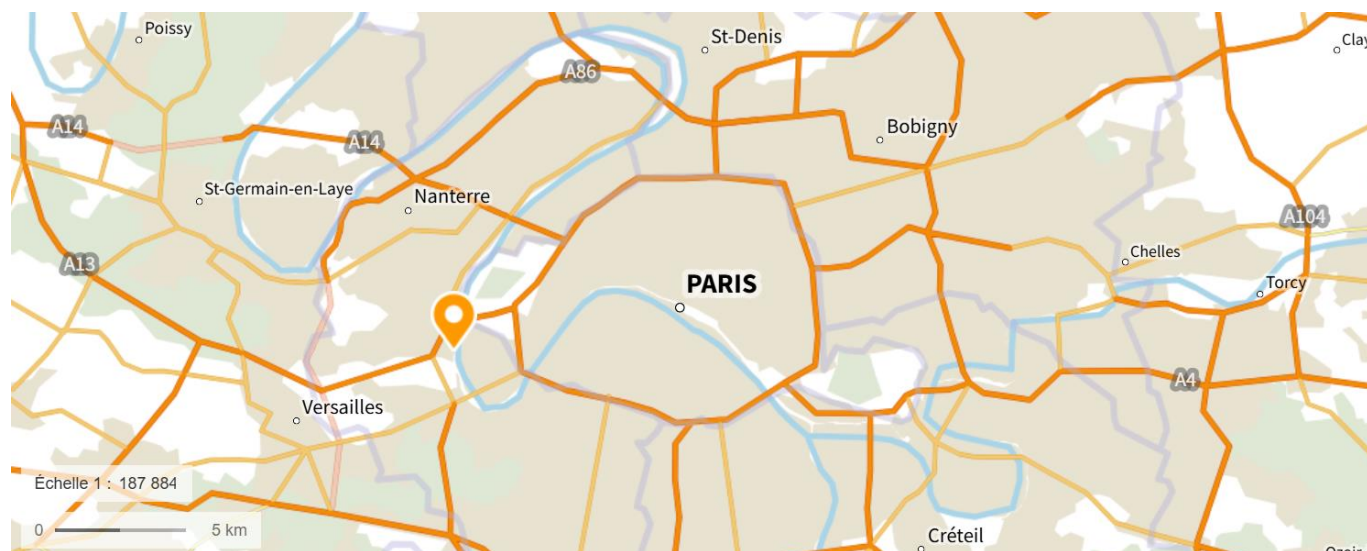 Poissy
St-Denis
Clay
A86
A14
A14
Bobigny
St-Germain-en-Laye
Nanterre
A104
A13
Chelles
PARIS
Torcy
A4
Versailles
Échelle 1 : 187 884
0 5 km
Créteil